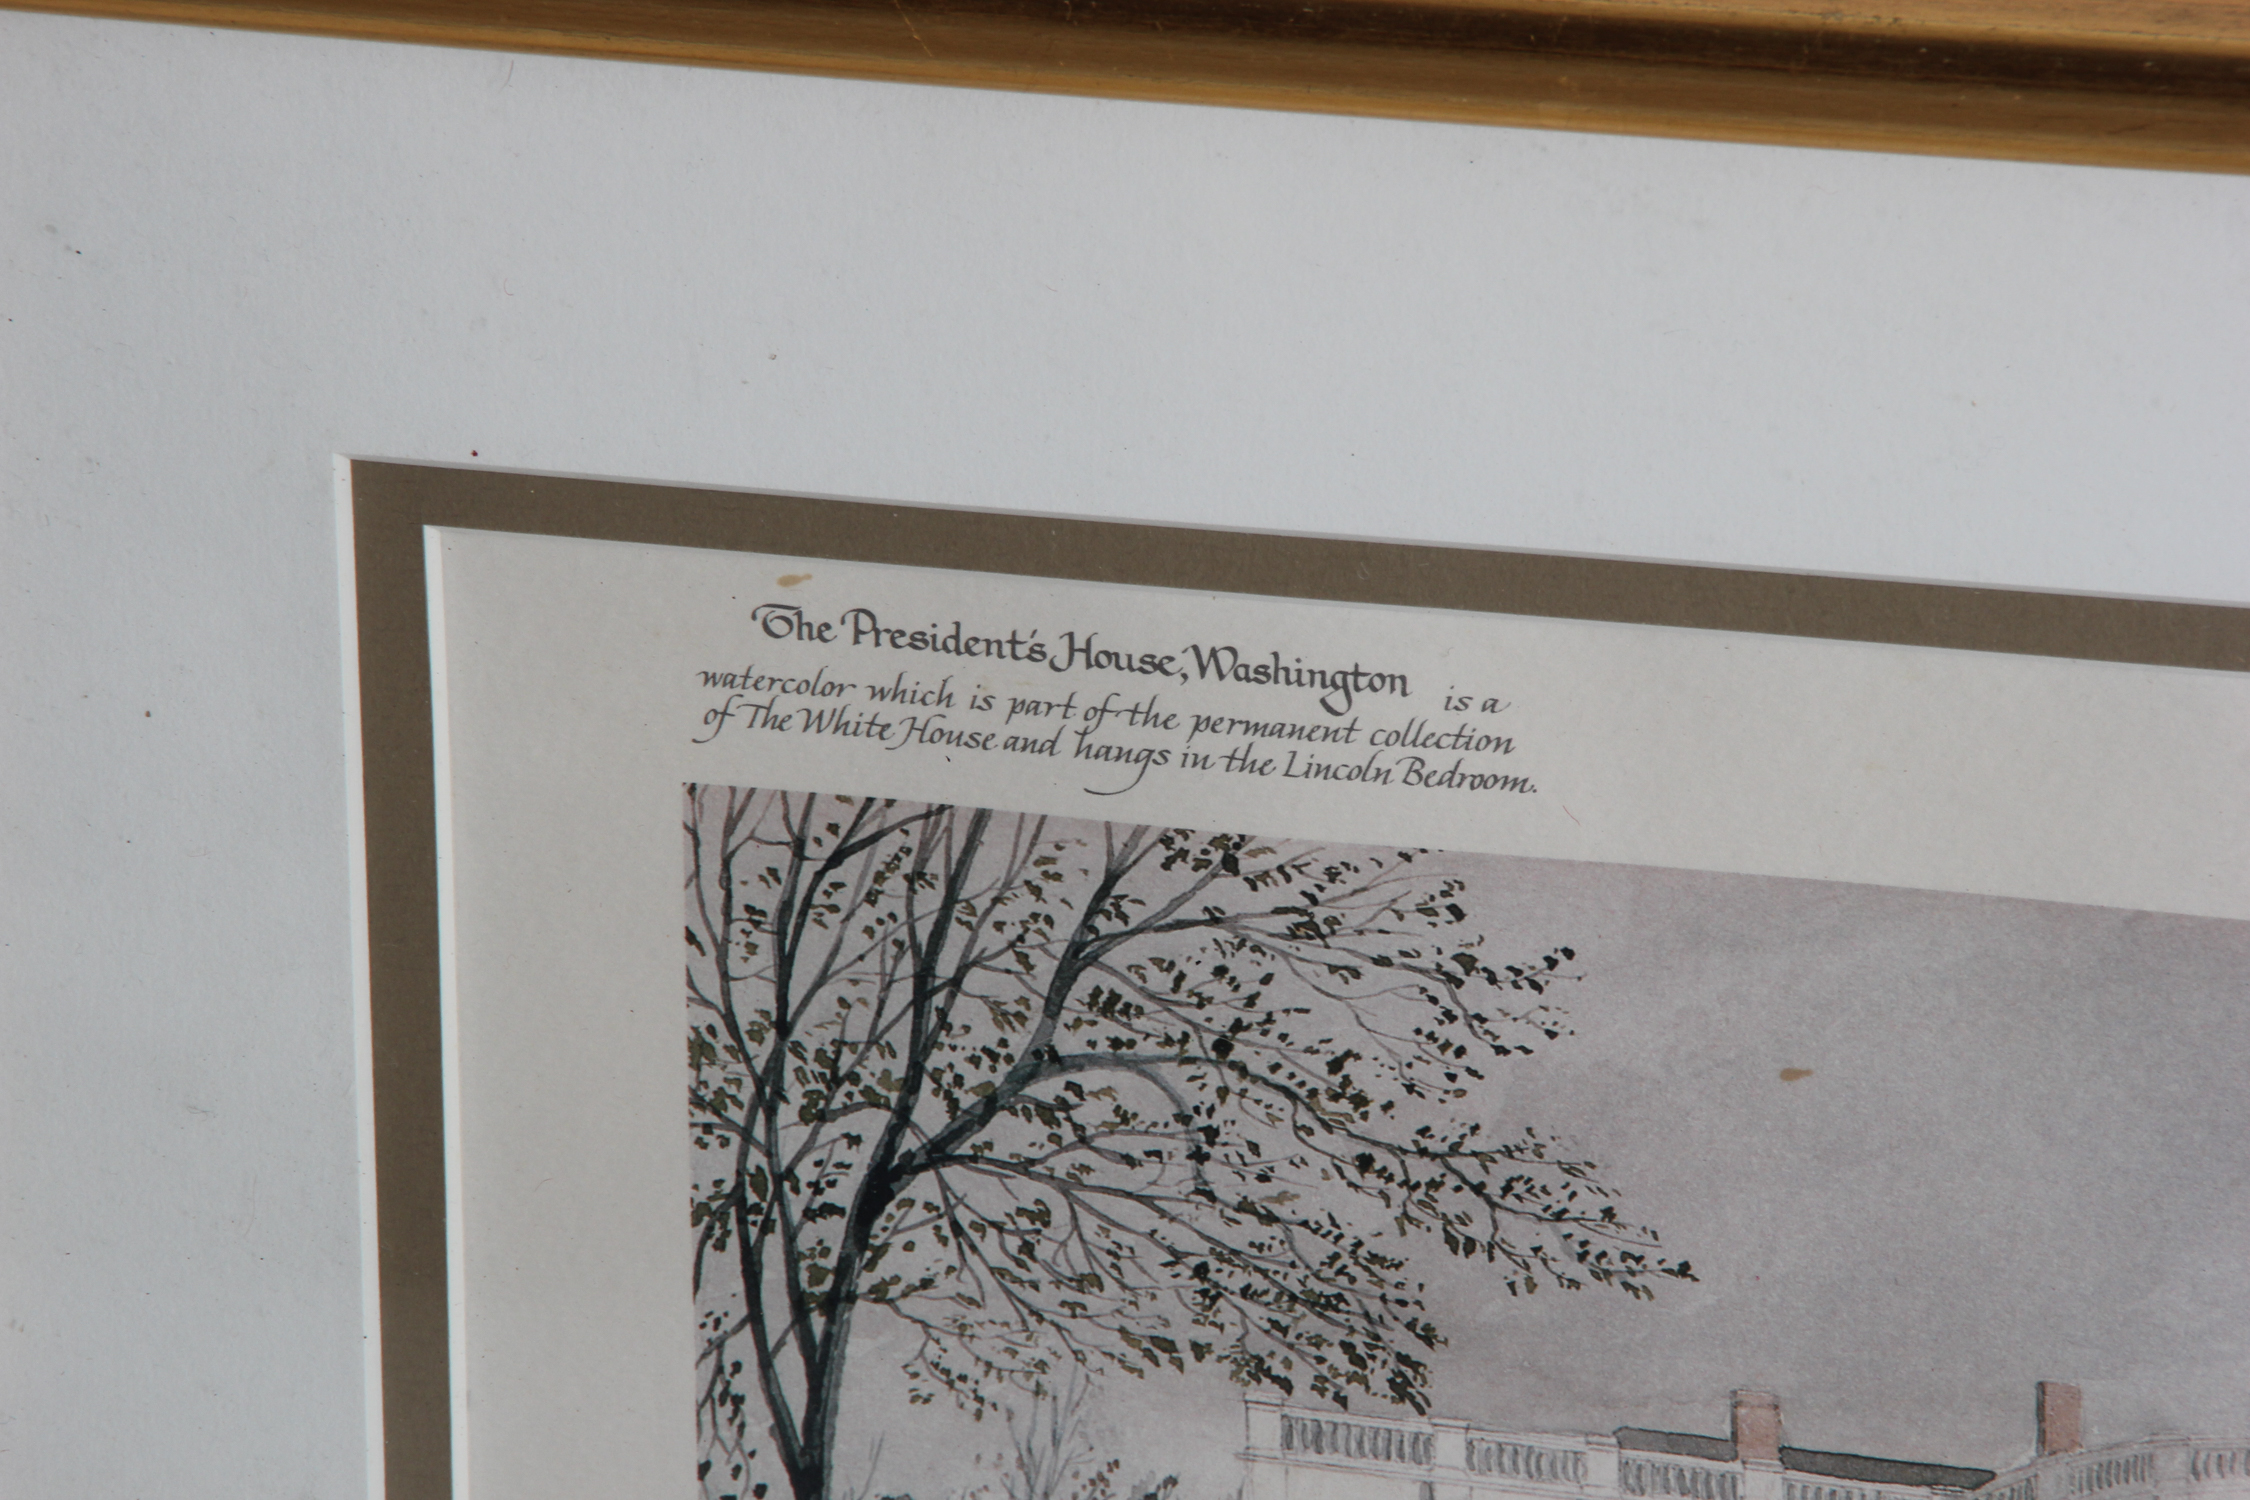 The President's House, Washington is a
watercolor which is part of the permanent collection
of The White House and hangs in the Lincoln Bedroom.